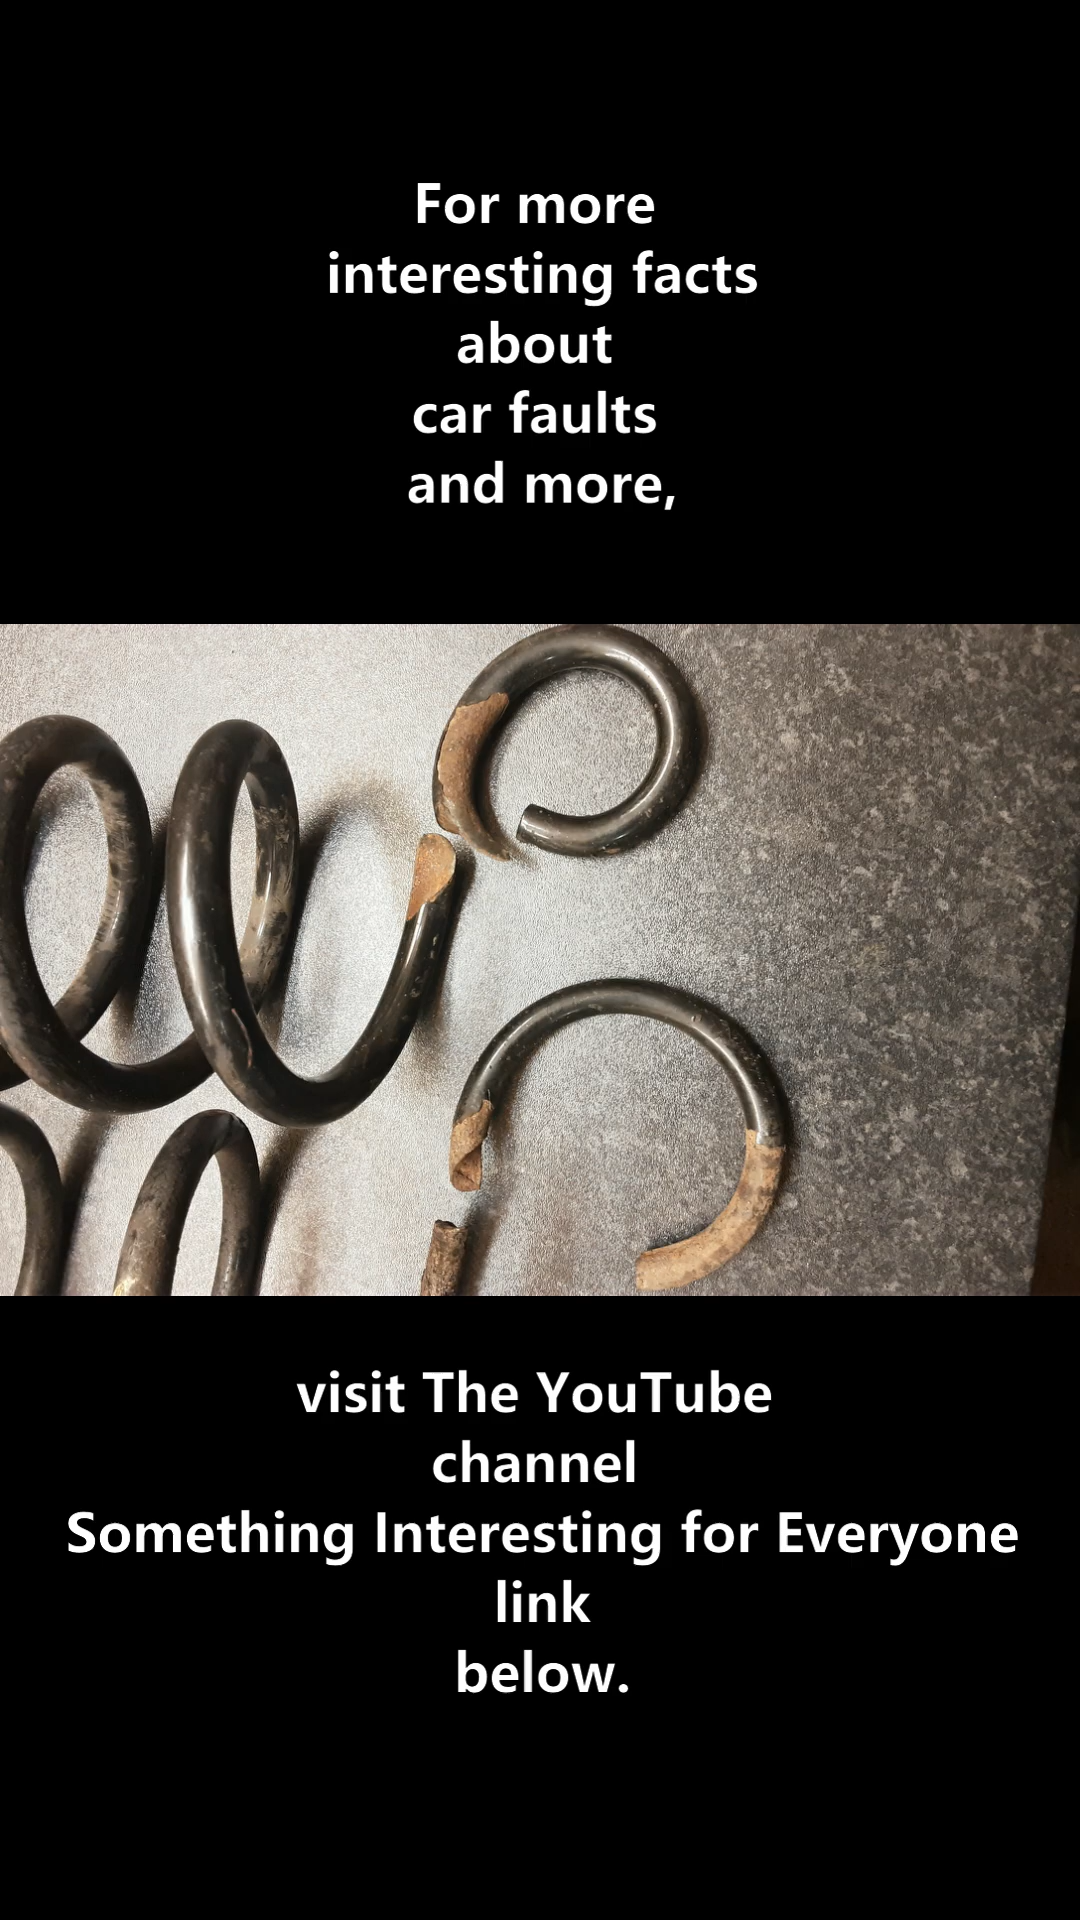 For more
interesting facts
about
car faults
and more,
visit The YouTube
channel
Something Interesting for Everyone
link
below.